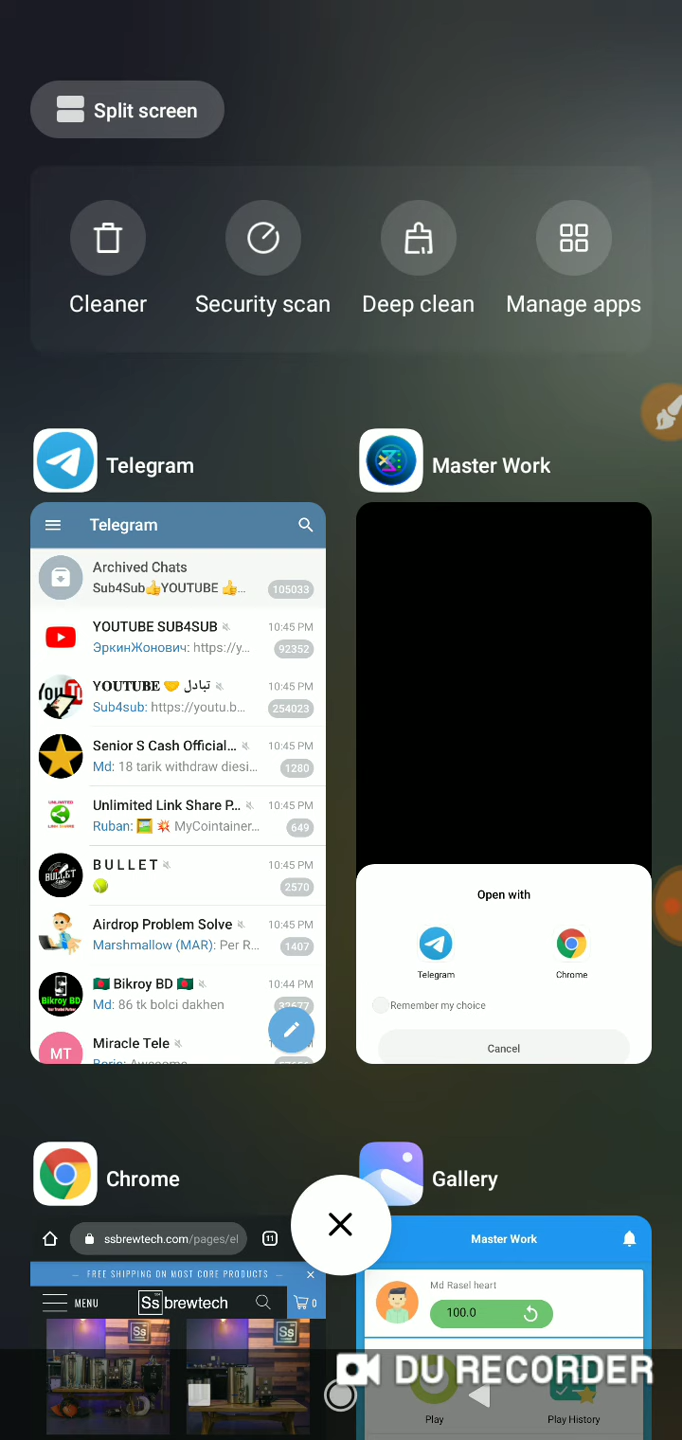 Split screen
Cleaner
Security scan
Deep clean
Manage apps
Telegram
Master Work
Telegram
Archived Chats
Sub4Sub👍YOUTUBE 👍...
105033
YOUTUBE SUB4SUB
10:45 PM
ЭркинЖонович: https://y...
92352
YOUTUBE 🤝 تبادل
10:45 PM
Sub4sub: https://youtu.b...
254023
Senior S Cash Official...
10:45 PM
Md: 18 tarik withdraw diesi...
1280
Unlimited Link Share P...
10:45 PM
Ruban: 🖼 💥 MyCointainer...
649
B U L L E T
10:45 PM
🎾
2570
Airdrop Problem Solve
10:45 PM
Marshmallow (MAR): Per R...
1407
🇧🇩 Bikroy BD 🇧🇩
10:44 PM
Md: 86 tk bolci dakhen
32677
MT
Miracle Tele
10:43 PM
Open with
Telegram
Chrome
Remember my choice
Cancel
Chrome
Gallery
ssbrewtech.com/pages/el
11
FREE SHIPPING ON MOST CORE PRODUCTS
MENU
Ss brewtech
0
Master Work
Md Rasel heart
100.0
Play
Play History
DU RECORDER